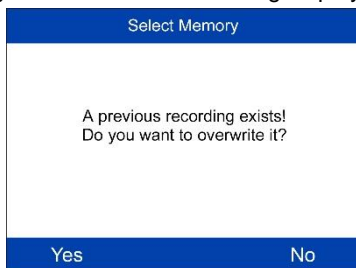 Select Memory
A previous recording exists!
Do you want to overwrite it?
Yes No